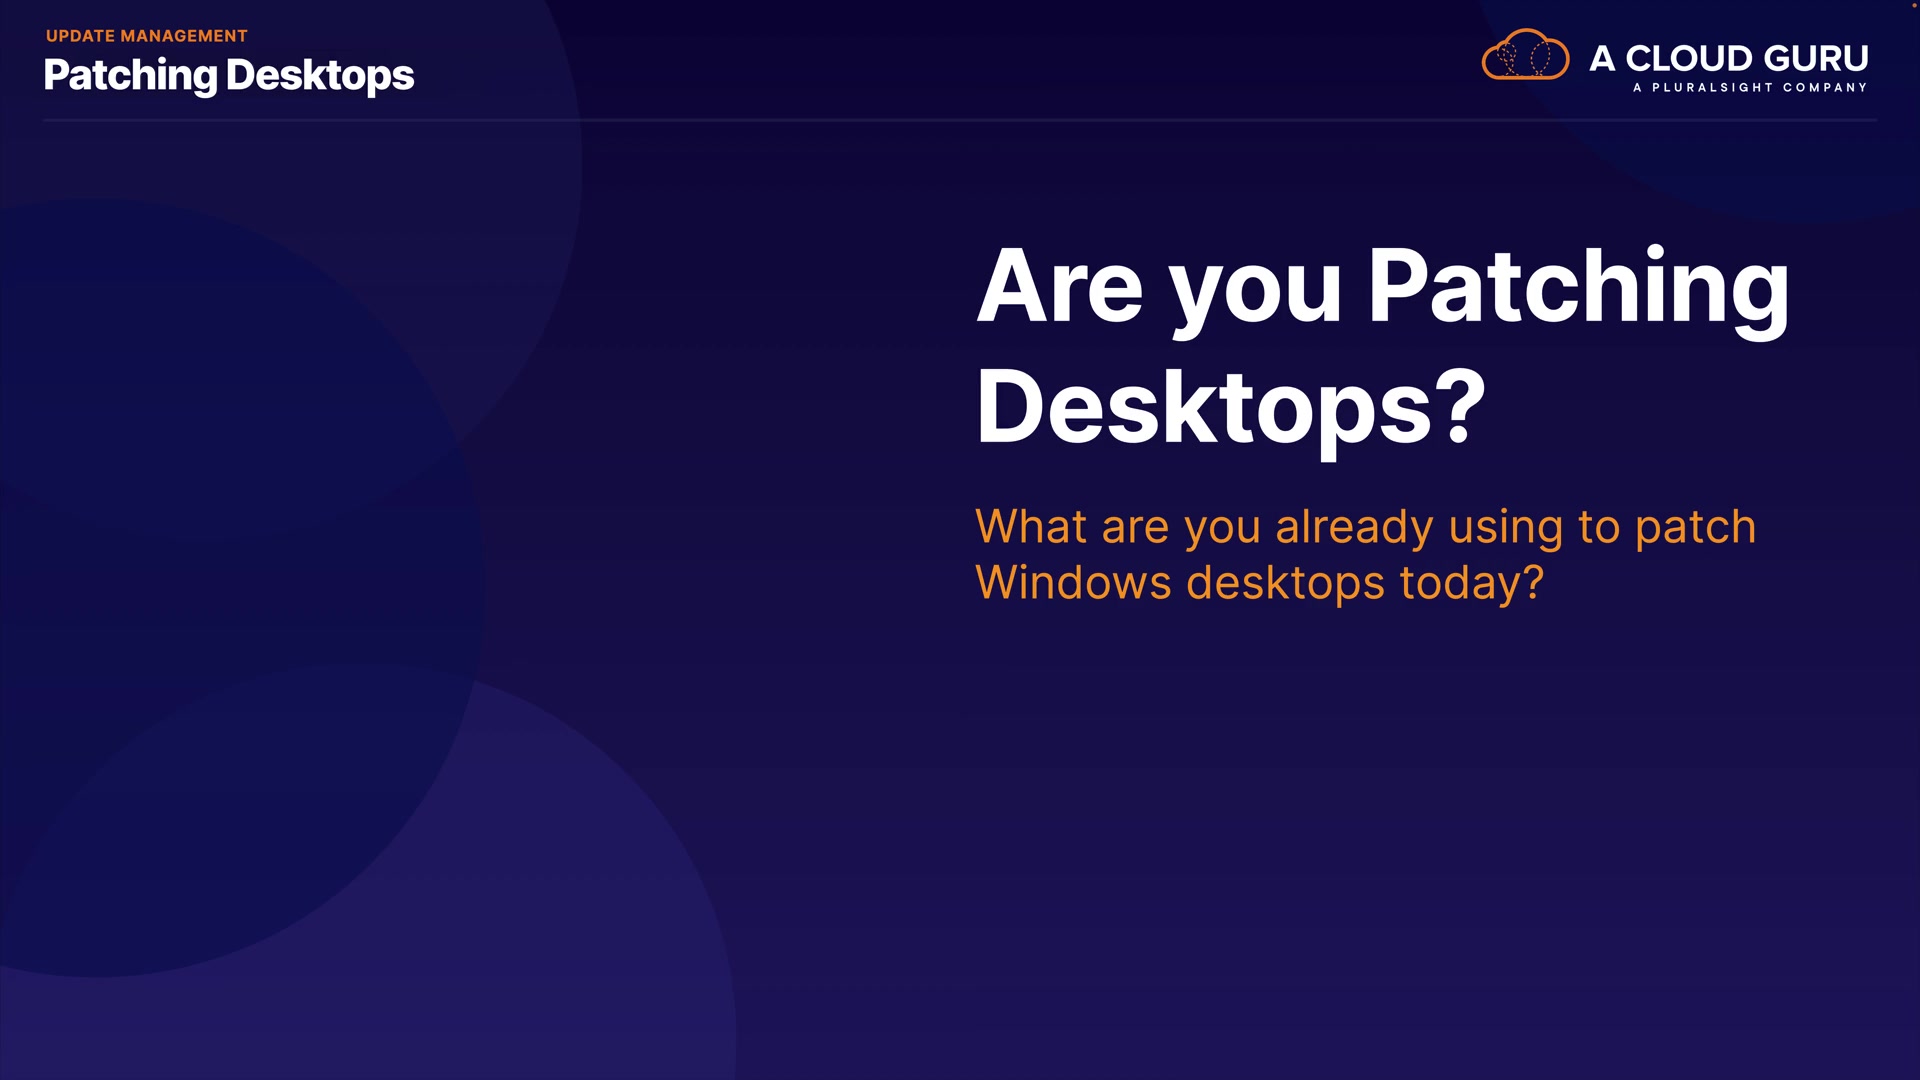 UPDATE MANAGEMENT
Patching Desktops
A CLOUD GURU
A PLURALSIGHT COMPANY
Are you Patching
Desktops?
What are you already using to patch
Windows desktops today?